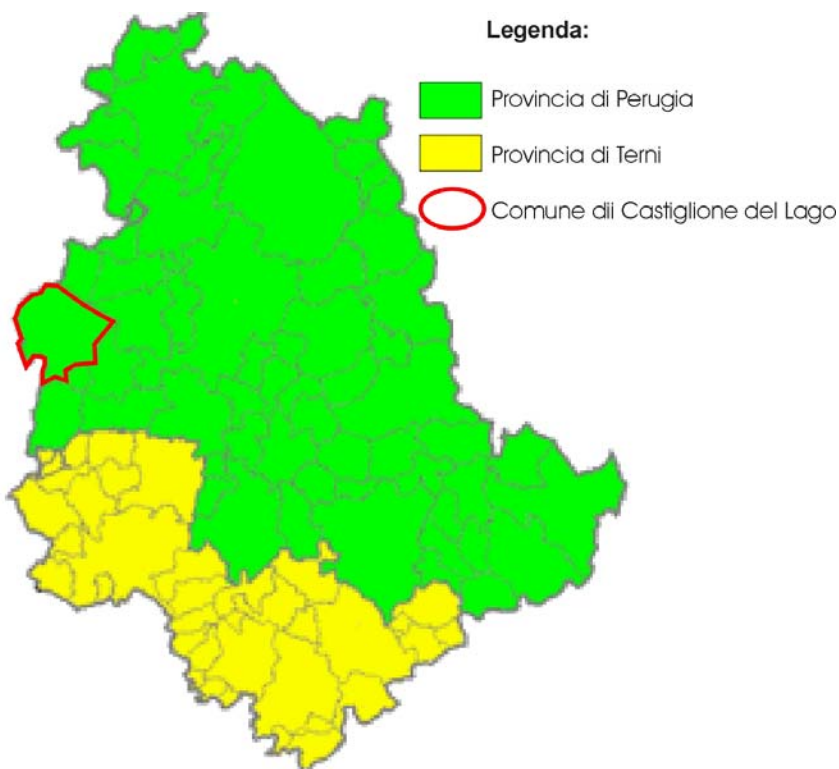 Legenda:
Provincia di Perugia
Provincia di Terni
Comune dii Castiglione del Lago